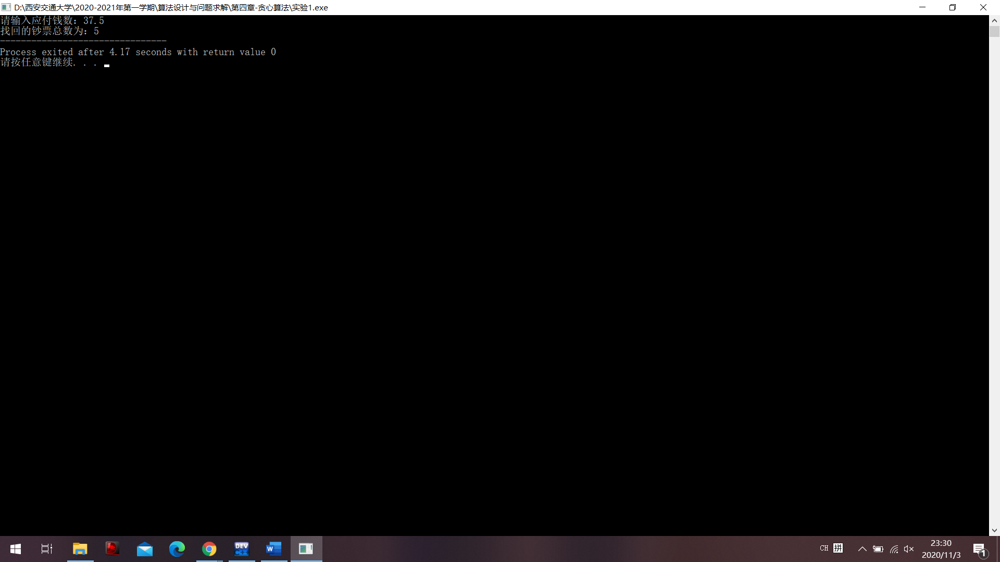 D:\西安交通大学\2020-2021年第一学期\算法设计与问题求解\第四章-贪心算法\实验1.exe
请输入应付钱数：37.5
找回的钞票总数为：5
--------------------------------
Process exited after 4.17 seconds with return value 0
请按任意键继续. . .
DEV
C++
W
CH 拼
23:30
2020/11/3
1